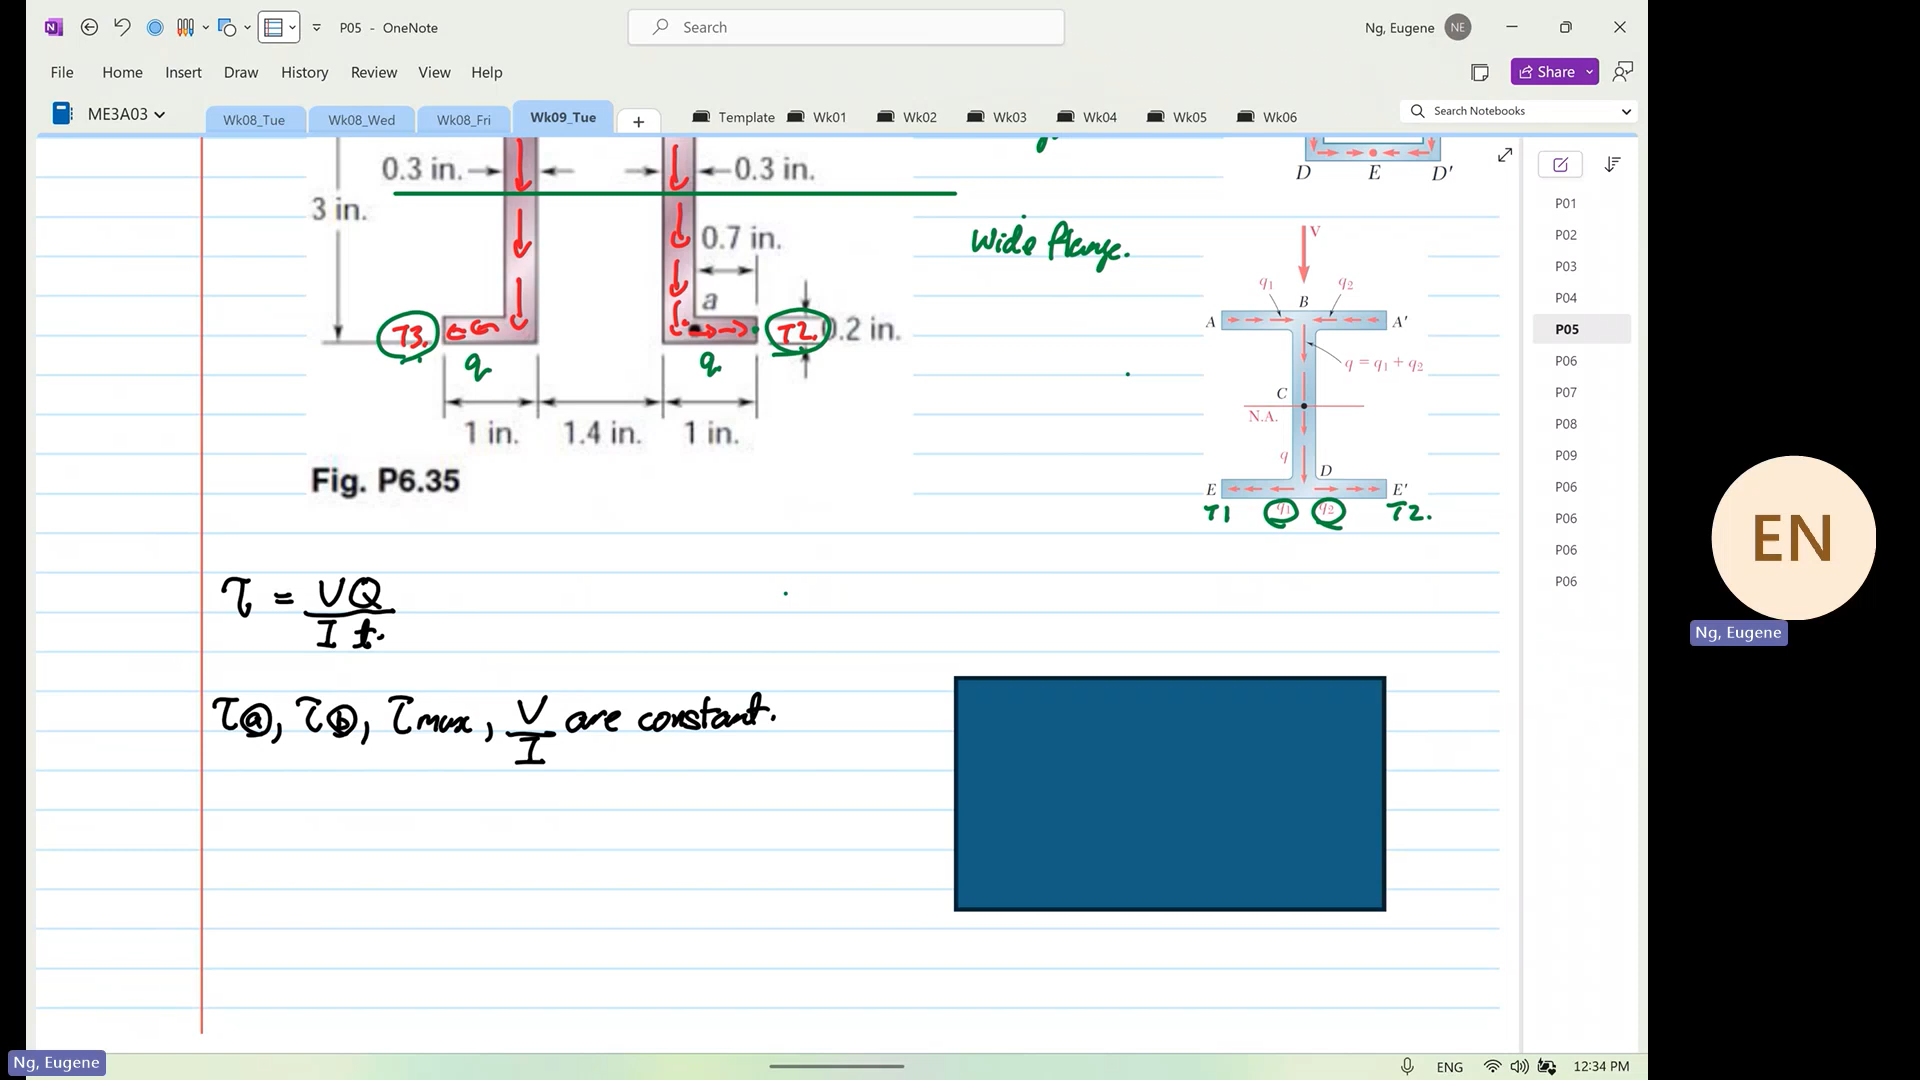 P05 - OneNote
Search
Ng, Eugene
NE
File Home Insert Draw History Review View Help
Share
ME3A03
Wk08_Tue
Wk08_Wed
Wk08_Fri
Wk09_Tue
+
Template
Wk01
Wk02
Wk03
Wk04
Wk05
Wk06
Search Notebooks
0.3 in.
0.3 in.
3 in.
0.7 in.
a
T3.
T2.
0.2 in.
q
q
1 in.
1.4 in.
1 in.
Fig. P6.35
D E D'
Wide flange.
V
q1
q2
B
A
A'
q = q1 + q2
C
N.A.
q
D
E
E'
T1
q1
q2
T2.
τ = VQ
I t.
τⓐ, τⓑ, τmax, V/I are constant.
P01
P02
P03
P04
P05
P06
P07
P08
P09
P06
P06
P06
P06
EN
Ng, Eugene
Ng, Eugene
ENG
12:34 PM